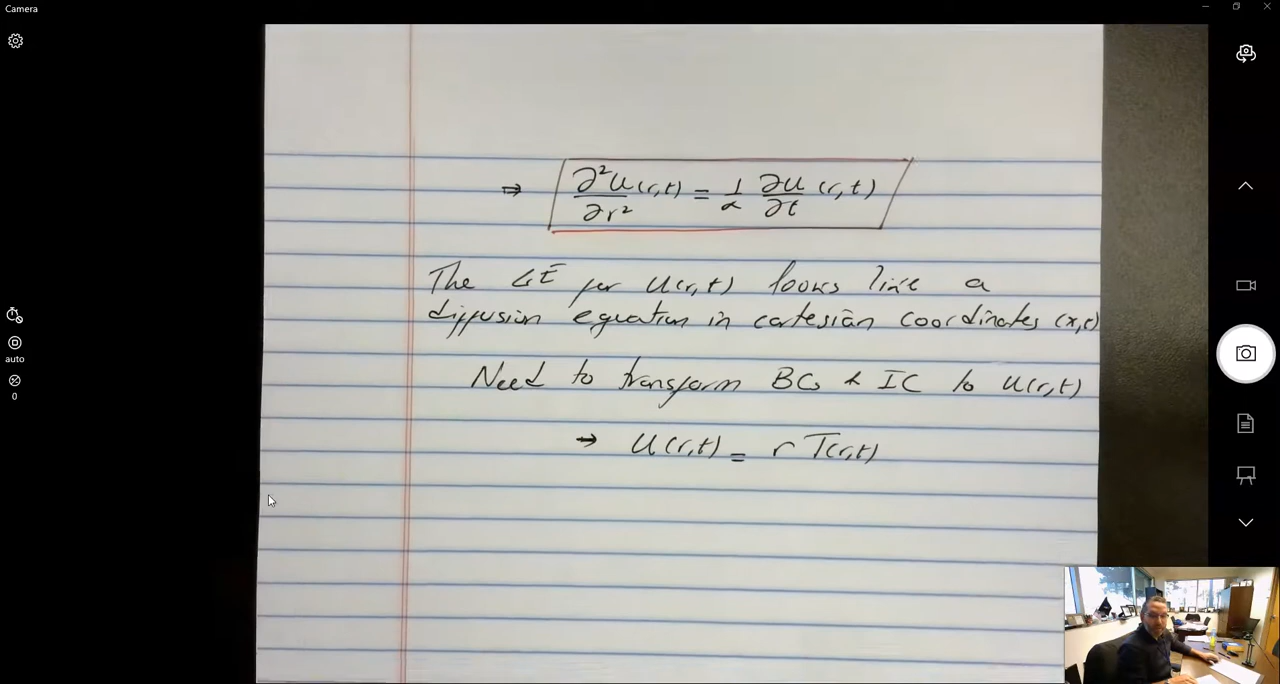 Camera
⇒ ∂²U(r,t)/∂r² = 1/α ∂U/∂t (r,t)
The GE for U(r,t) looks like a
diffusion equation in cartesian coordinates (x,t)
Need to transform BCs & IC to U(r,t)
→ U(r,t) = r T(r,t)
auto
0